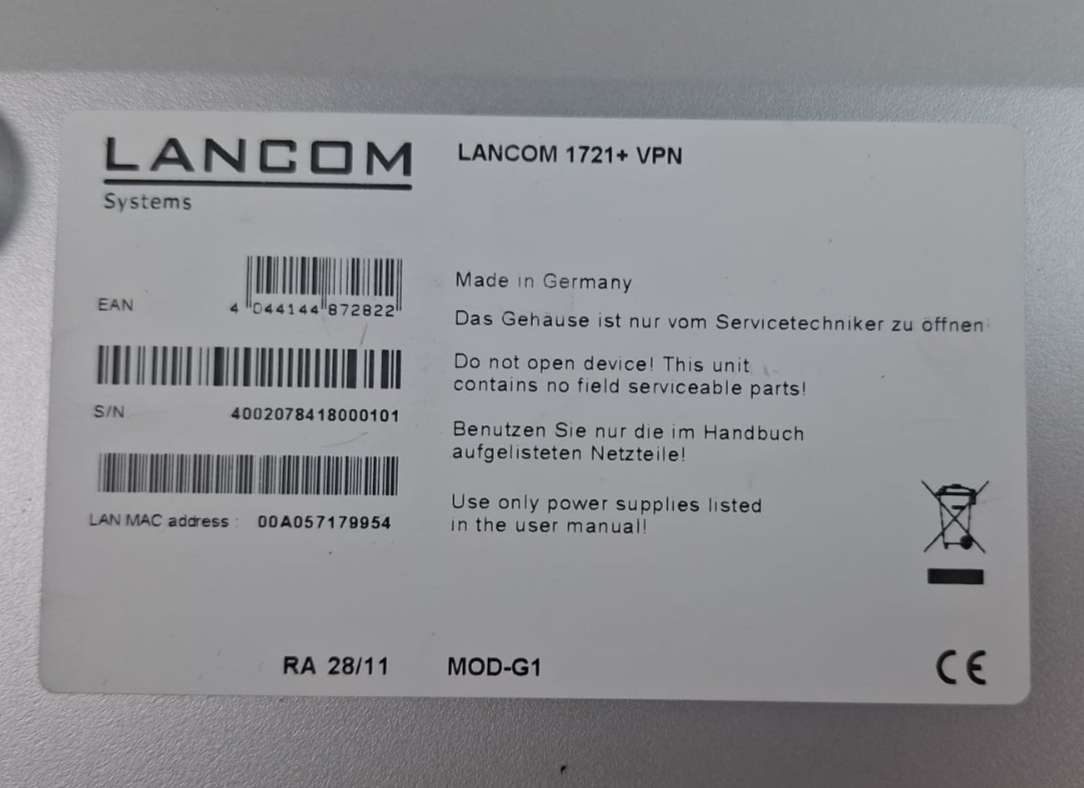 LANCOM
Systems
LANCOM 1721+ VPN
EAN
4 044144 872822
S/N
4002078418000101
LAN MAC address : 00A057179954
Made in Germany
Das Gehäuse ist nur vom Servicetechniker zu öffnen
Do not open device! This unit
contains no field serviceable parts!
Benutzen Sie nur die im Handbuch
aufgelisteten Netzteile!
Use only power supplies listed
in the user manual!
RA 28/11
MOD-G1
CE